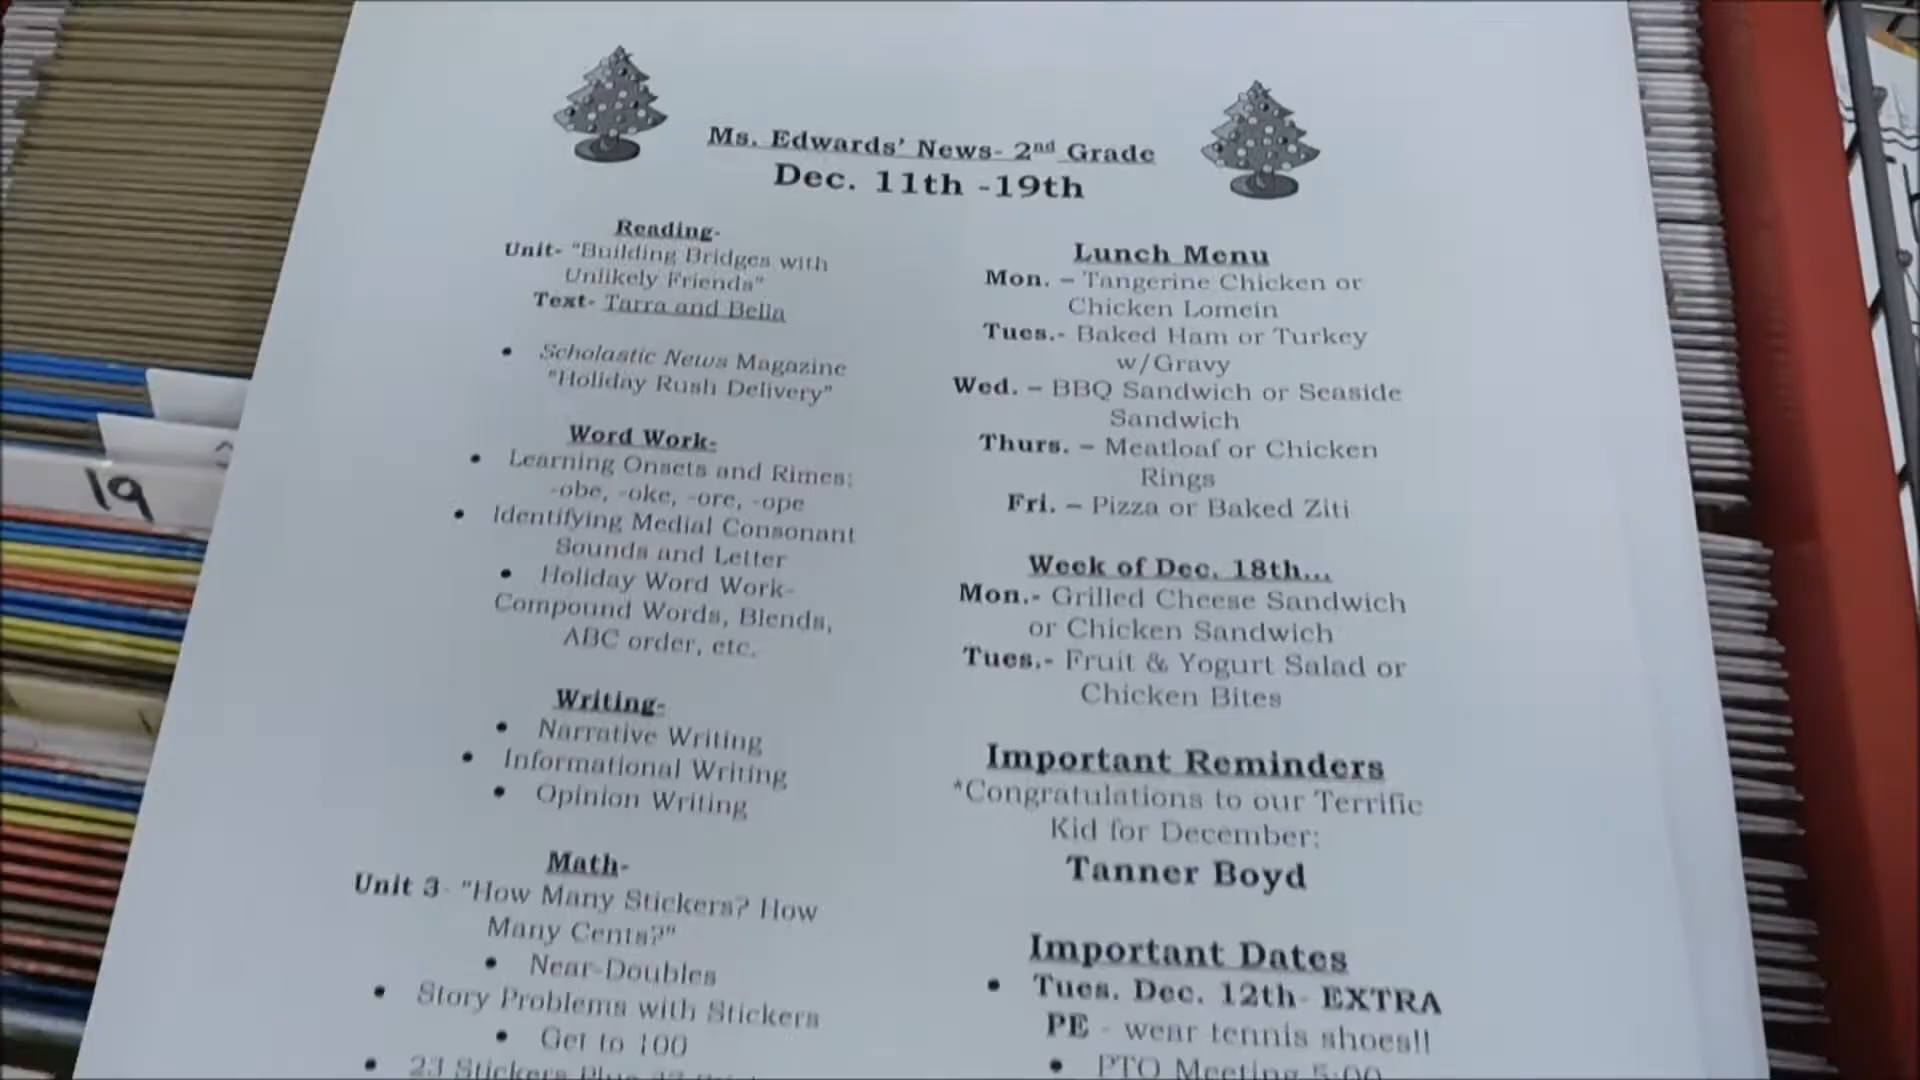 Ms. Edwards' News- 2nd Grade
Dec. 11th -19th
Reading-
Unit- "Building Bridges with
Unlikely Friends"
Text- Tarra and Bella
• Scholastic News Magazine
"Holiday Rush Delivery"
Word Work-
• Learning Onsets and Rimes:
-obe, -oke, -ore, -ope
• Identifying Medial Consonant
Sounds and Letter
• Holiday Word Work-
Compound Words, Blends,
ABC order, etc.
Writing-
• Narrative Writing
• Informational Writing
• Opinion Writing
Math-
Unit 3- "How Many Stickers? How
Many Cents?"
• Near-Doubles
• Story Problems with Stickers
• Get to 100
• 23 Stickers Plus
Lunch Menu
Mon. – Tangerine Chicken or
Chicken Lomein
Tues.- Baked Ham or Turkey
w/Gravy
Wed. – BBQ Sandwich or Seaside
Sandwich
Thurs. – Meatloaf or Chicken
Rings
Fri. – Pizza or Baked Ziti
Week of Dec. 18th...
Mon.- Grilled Cheese Sandwich
or Chicken Sandwich
Tues.- Fruit & Yogurt Salad or
Chicken Bites
Important Reminders
*Congratulations to our Terrific
Kid for December:
Tanner Boyd
Important Dates
• Tues. Dec. 12th- EXTRA
PE - wear tennis shoes!!
• PTO Meeting 5:00
19